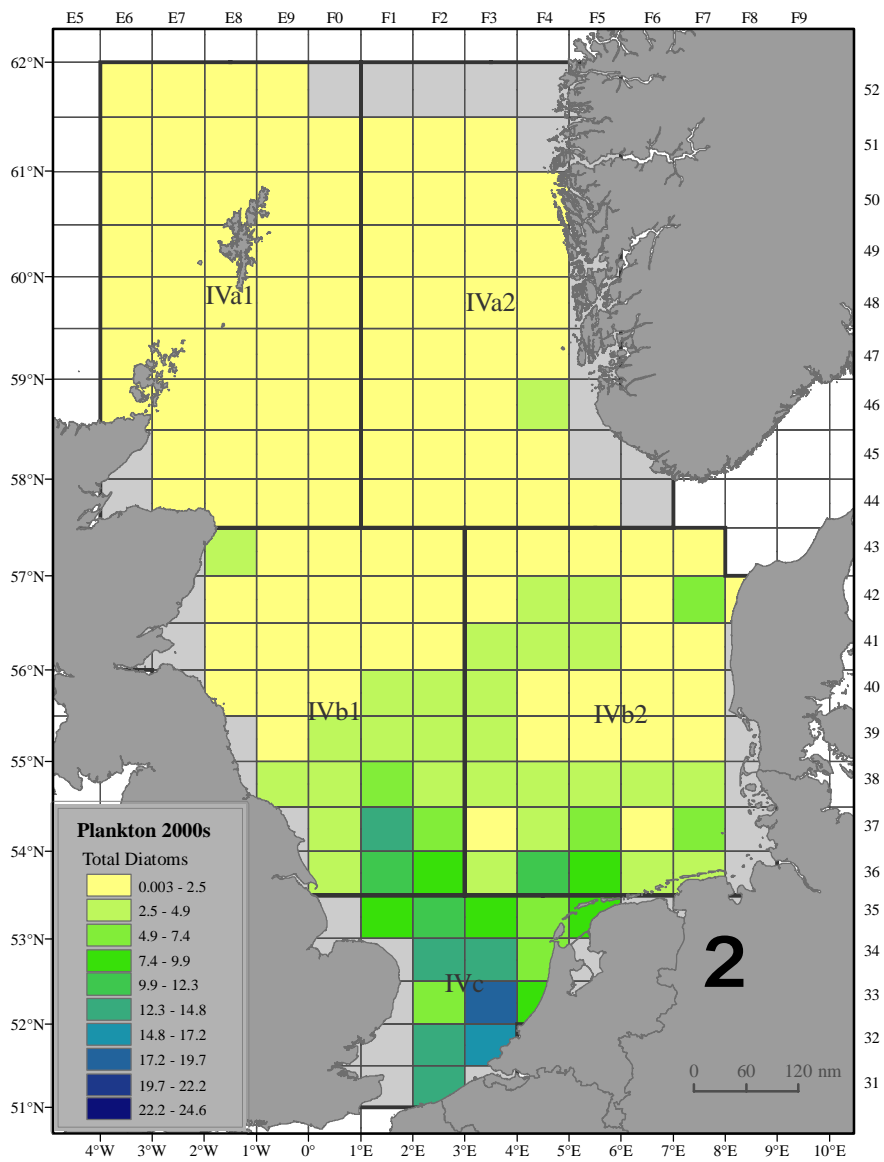 E5 E6 E7 E8 E9 F0 F1 F2 F3 F4 F5 F6 F7 F8 F9
62°N
52
51
61°N
50
49
60°N
IVa1
IVa2
48
47
59°N
46
45
58°N
44
43
57°N
42
41
56°N
40
IVb1
IVb2
39
55°N
38
Plankton 2000s
37
Total Diatoms
54°N
36
0.003 - 2.5
2.5 - 4.9
35
4.9 - 7.4
53°N
7.4 - 9.9
2
9.9 - 12.3
IVc
34
12.3 - 14.8
33
14.8 - 17.2
52°N
17.2 - 19.7
32
19.7 - 22.2
0 60 120 nm
31
22.2 - 24.6
51°N
4°W 3°W 2°W 1°W 0° 1°E 2°E 3°E 4°E 5°E 6°E 7°E 8°E 9°E 10°E